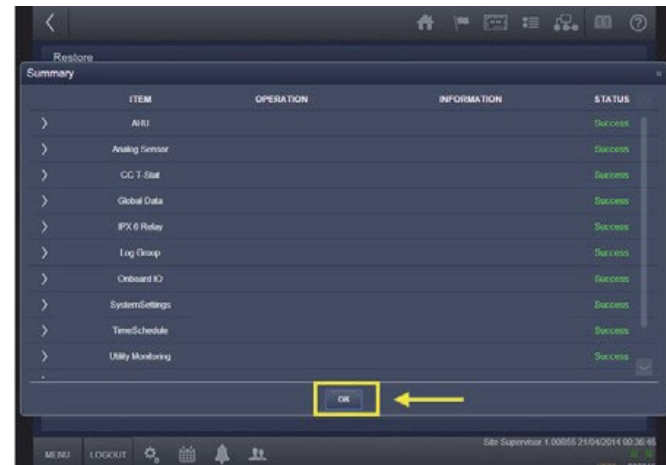 Restore
Summary
ITEM OPERATION INFORMATION STATUS
AHU Success
Analog Sensor Success
CC T-Stat Success
Global Data Success
IPX 6 Relay Success
Log Group Success
Onboard IO Success
SystemSettings Success
TimeSchedule Success
Utility Monitoring Success
OK
Site Supervisor 1.00B56 21/04/2014 00:36:45
MENU LOGOUT